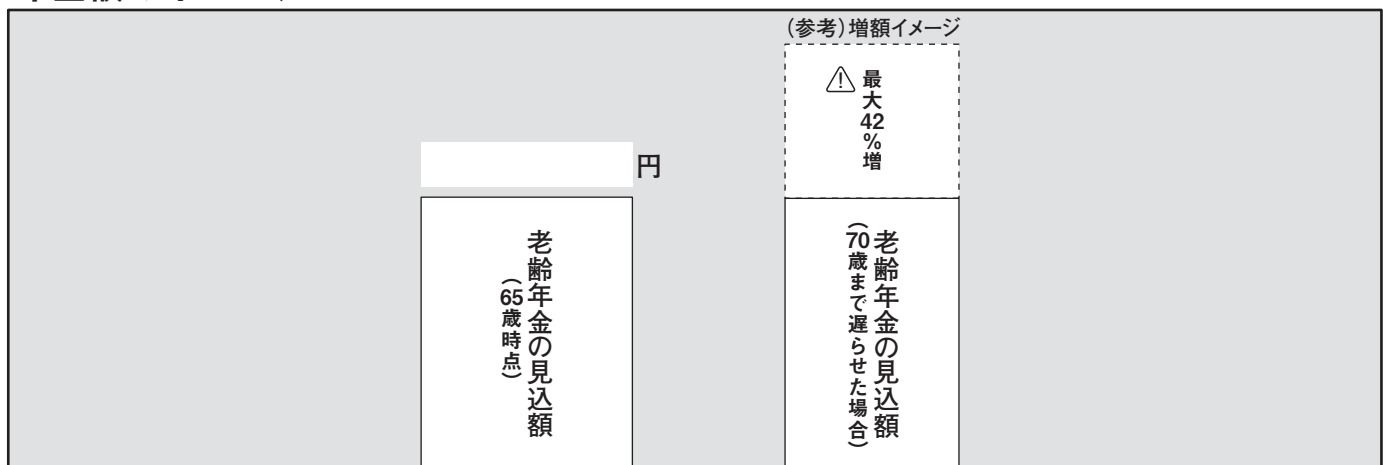 (参考)増額イメージ
最大42%増
円
老齢年金の見込額
(65歳時点)
老齢年金の見込額
(70歳まで遅らせた場合)